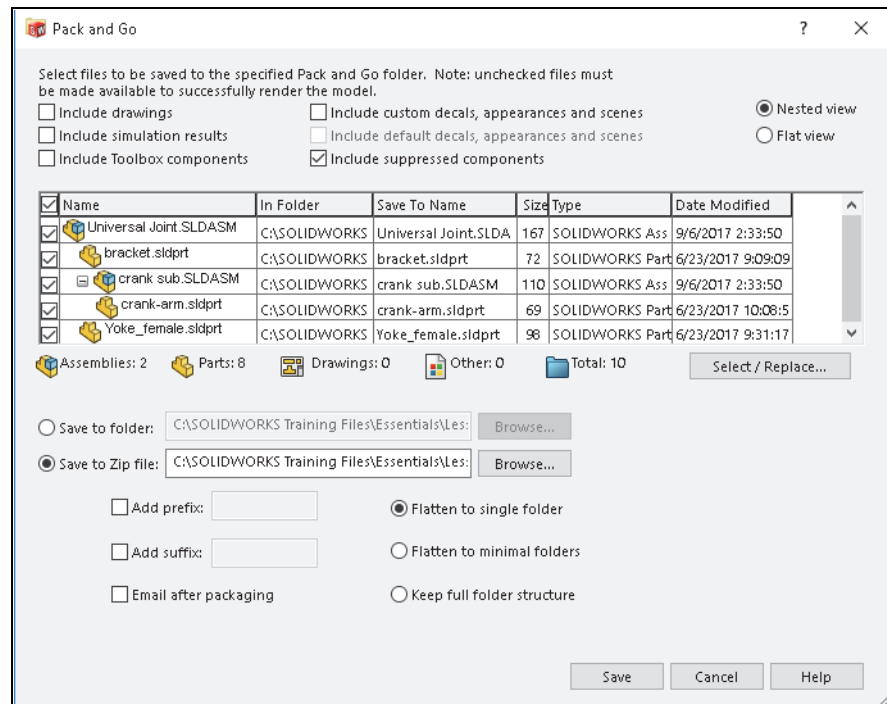 Pack and Go
?
Select files to be saved to the specified Pack and Go folder. Note: unchecked files must
be made available to successfully render the model.
Include drawings
Include custom decals, appearances and scenes
Nested view
Include simulation results
Include default decals, appearances and scenes
Flat view
Include Toolbox components
Include suppressed components
Name In Folder Save To Name Size Type Date Modified
Universal Joint.SLDASM C:\SOLIDWORKS Universal Joint.SLDA 167 SOLIDWORKS Ass 9/6/2017 2:33:50
bracket.sldprt C:\SOLIDWORKS bracket.sldprt 72 SOLIDWORKS Part 6/23/2017 9:09:09
crank sub.SLDASM C:\SOLIDWORKS crank sub.SLDASM 110 SOLIDWORKS Ass 9/6/2017 2:33:50
crank-arm.sldprt C:\SOLIDWORKS crank-arm.sldprt 69 SOLIDWORKS Part 6/23/2017 10:08:5
Yoke_female.sldprt C:\SOLIDWORKS Yoke_female.sldprt 98 SOLIDWORKS Part 6/23/2017 9:31:17
Assemblies: 2 Parts: 8 Drawings: 0 Other: 0 Total: 10 Select / Replace...
Save to folder: C:\SOLIDWORKS Training Files\Essentials\Les: Browse...
Save to Zip file: C:\SOLIDWORKS Training Files\Essentials\Les: Browse...
Add prefix:
Flatten to single folder
Add suffix:
Flatten to minimal folders
Email after packaging
Keep full folder structure
Save Cancel Help